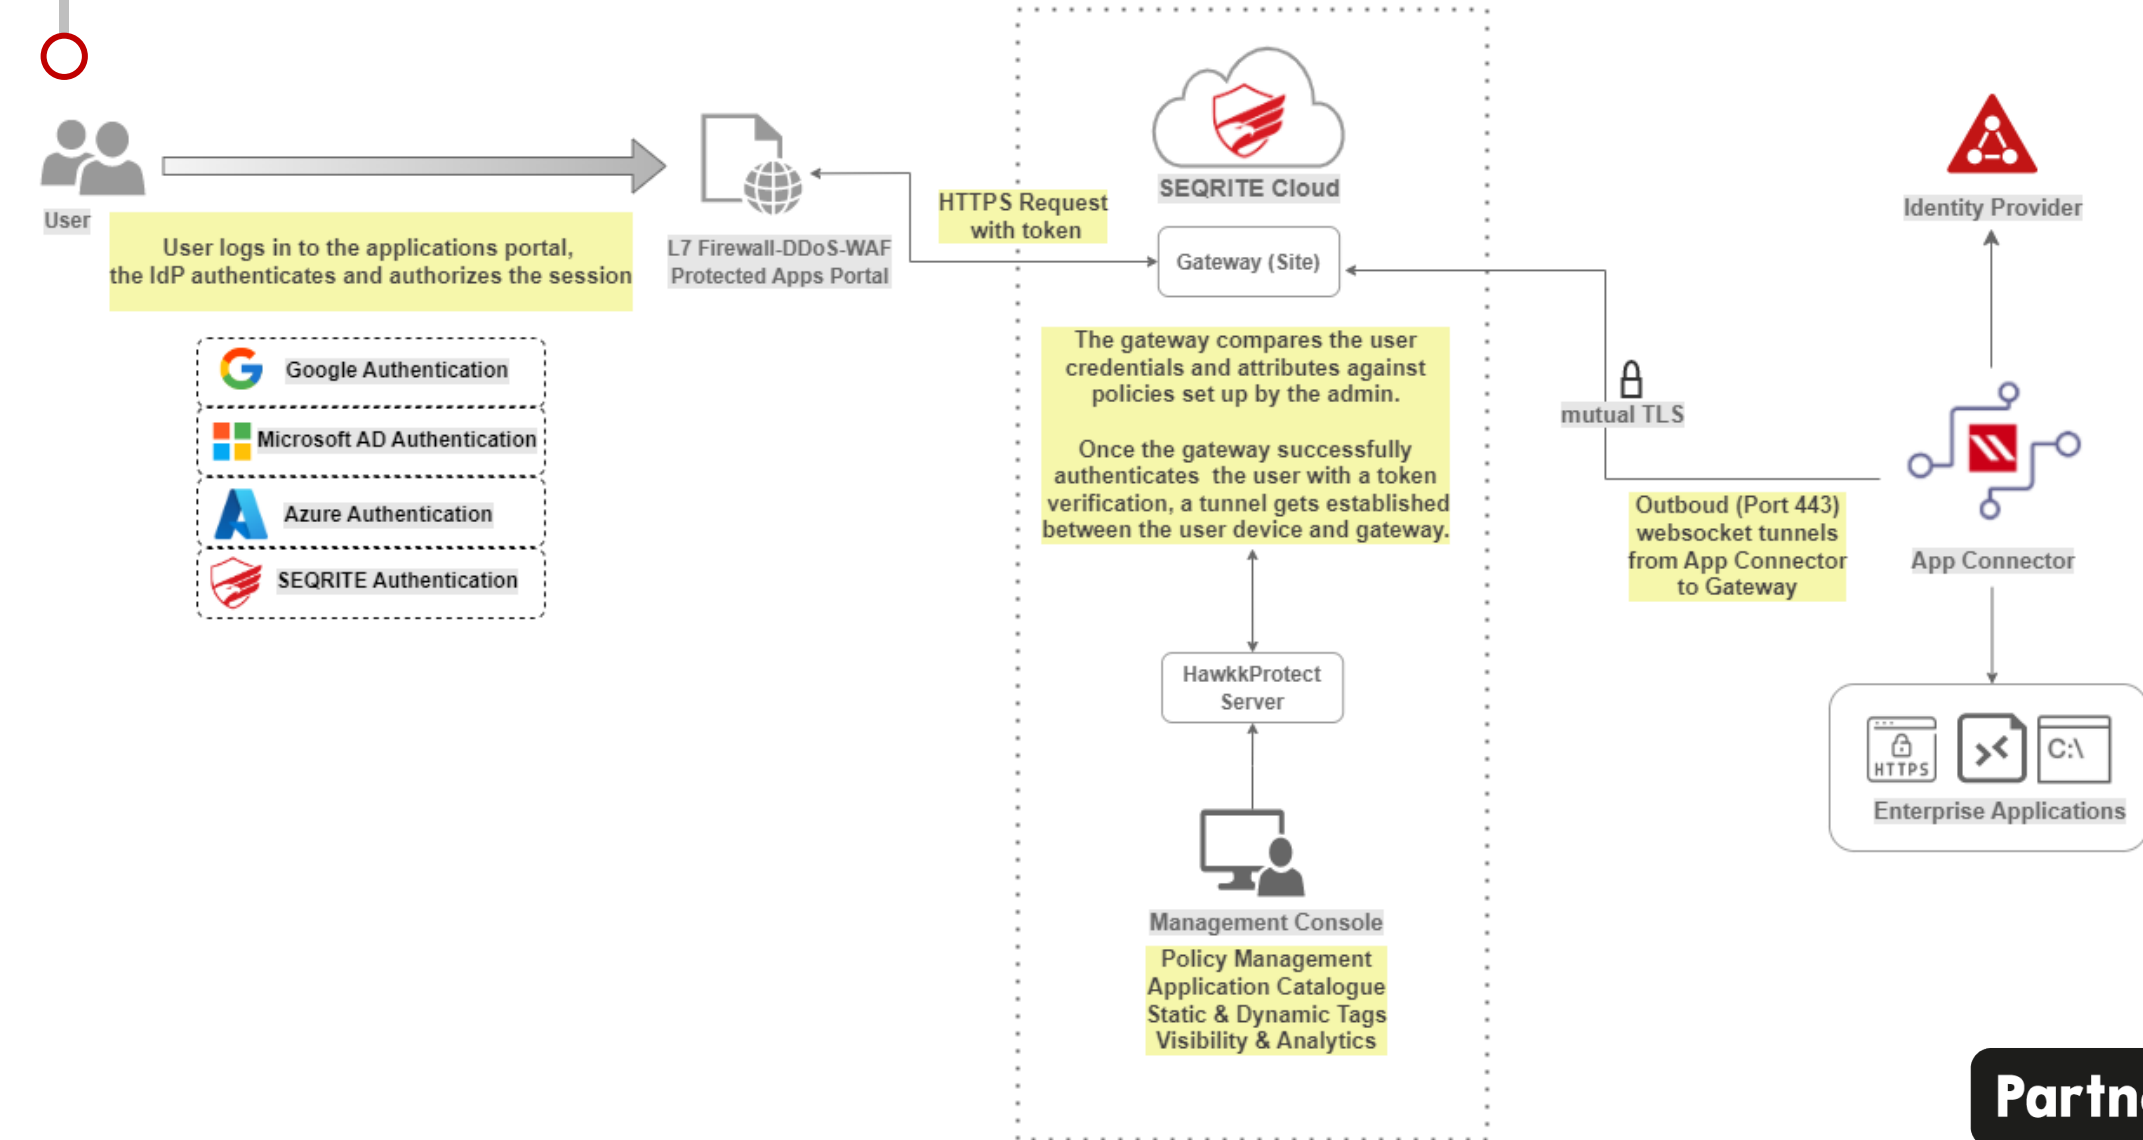 User
User logs in to the applications portal,
the IdP authenticates and authorizes the session
Google Authentication
Microsoft AD Authentication
Azure Authentication
SEQRITE Authentication
L7 Firewall-DDoS-WAF
Protected Apps Portal
HTTPS Request
with token
SEQRITE Cloud
Gateway (Site)
The gateway compares the user
credentials and attributes against
policies set up by the admin.
Once the gateway successfully
authenticates the user with a token
verification, a tunnel gets established
between the user device and gateway.
HawkkProtect
Server
Management Console
Policy Management
Application Catalogue
Static & Dynamic Tags
Visibility & Analytics
mutual TLS
Outboud (Port 443)
websocket tunnels
from App Connector
to Gateway
Identity Provider
App Connector
HTTPS
C:\
Enterprise Applications